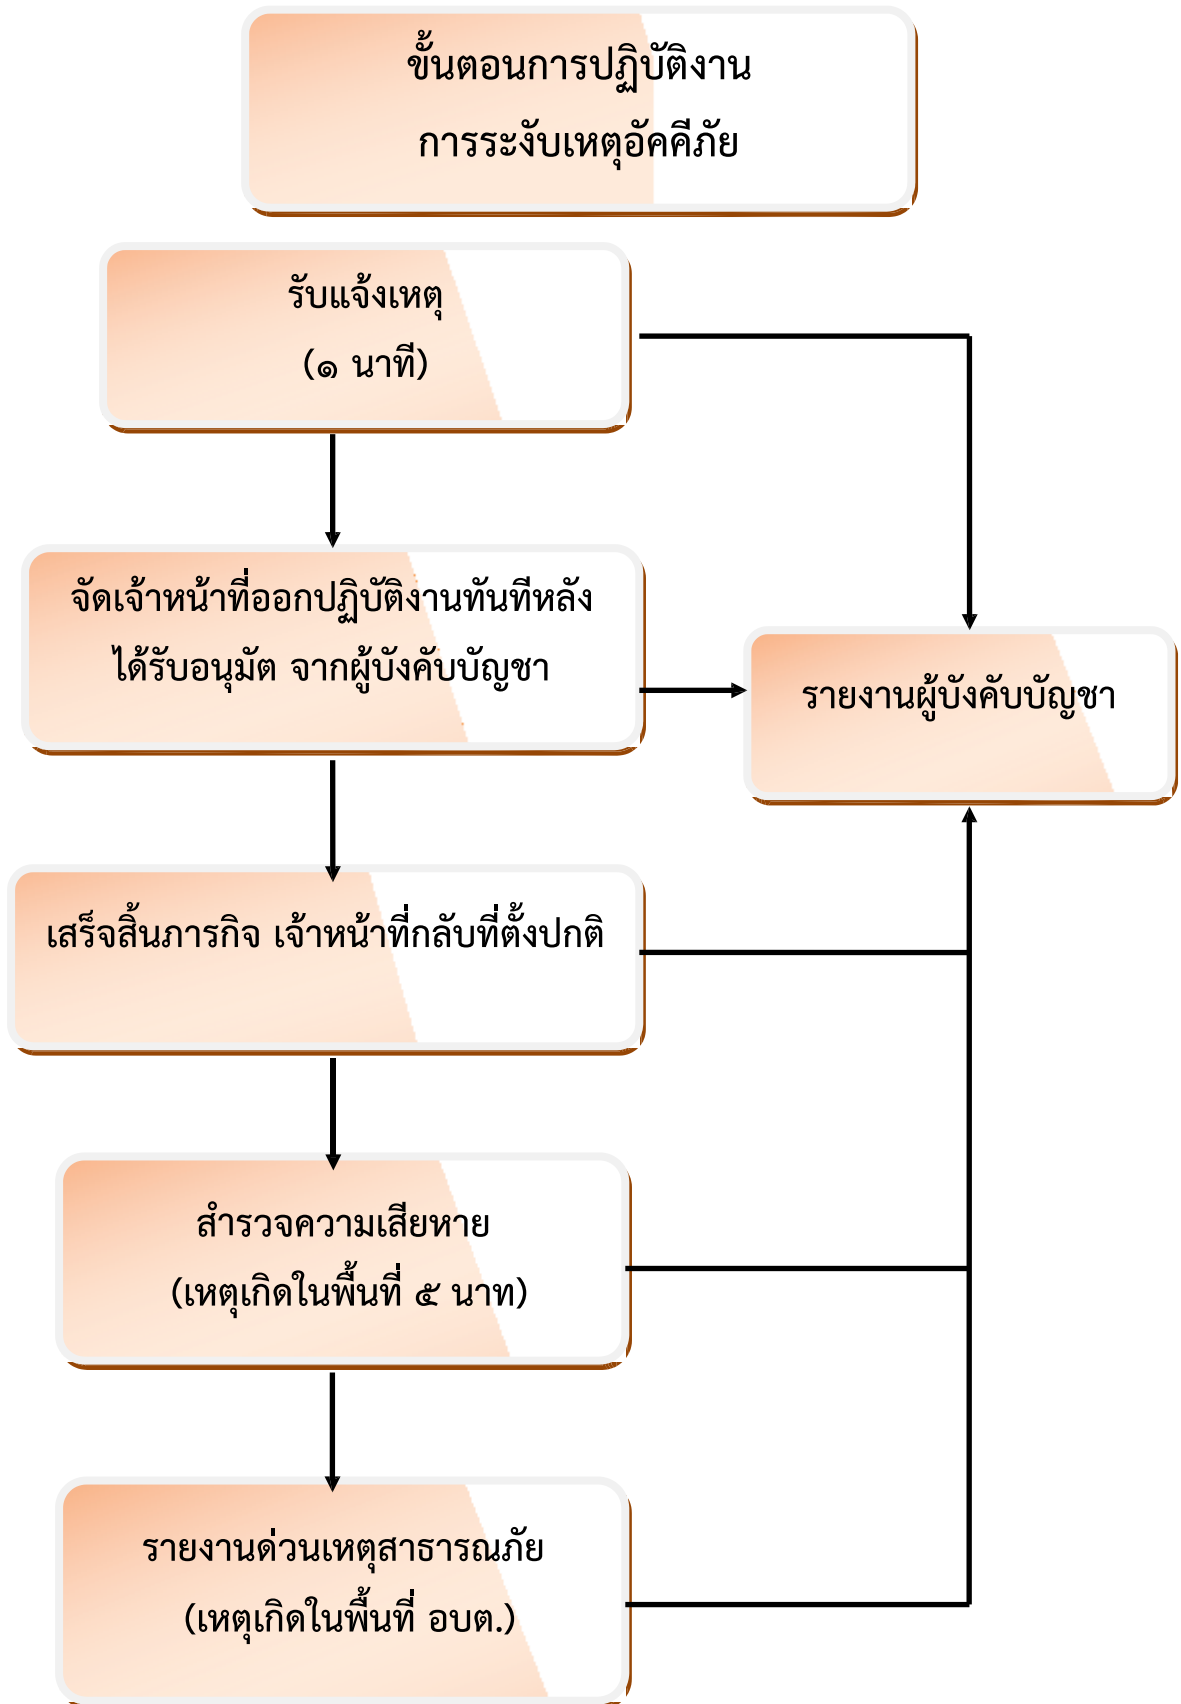 ขั้นตอนการปฏิบัติงาน
การระงับเหตุอัคคีภัย
รับแจ้งเหตุ
(๑ นาที)
จัดเจ้าหน้าที่ออกปฏิบัติงานทันทีหลัง
ได้รับอนุมัต จากผู้บังคับบัญชา
รายงานผู้บังคับบัญชา
เสร็จสิ้นภารกิจ เจ้าหน้าที่กลับที่ตั้งปกติ
สำรวจความเสียหาย
(เหตุเกิดในพื้นที่ ๕ นาท)
รายงานด่วนเหตุสาธารณภัย
(เหตุเกิดในพื้นที่ อบต.)